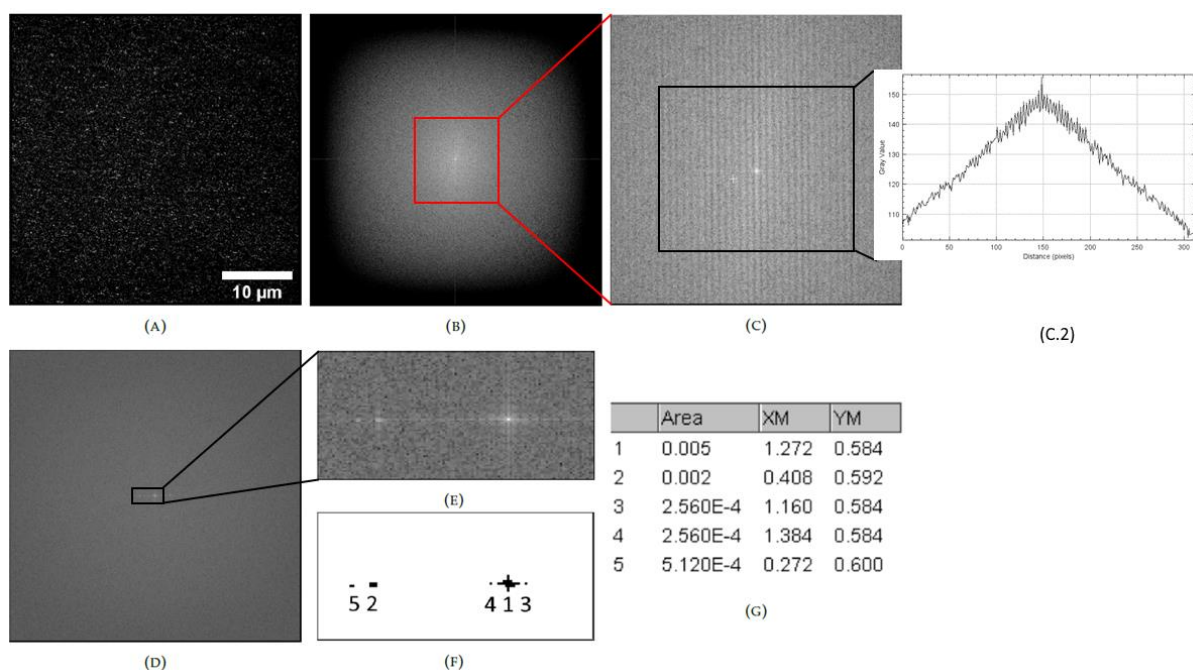 10 µm
(A)
(B)
(C)
Gray Value
150
140
130
120
110
0
50
100
150
200
250
300
Distance (pixels)
(C.2)
(D)
(E)
5 2
4 1 3
(F)
Area XM YM
1 0.005 1.272 0.584
2 0.002 0.408 0.592
3 2.560E-4 1.160 0.584
4 2.560E-4 1.384 0.584
5 5.120E-4 0.272 0.600
(G)